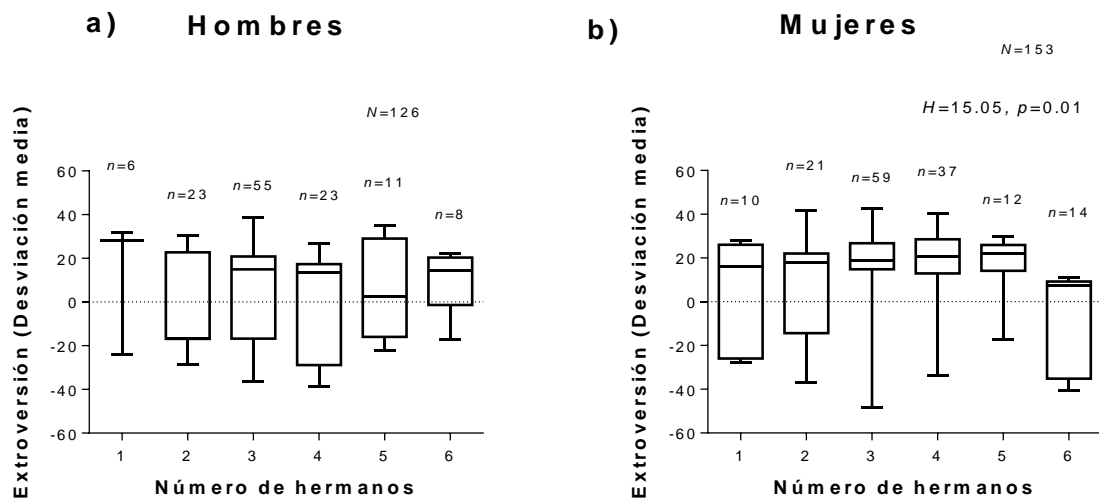 a) Hombres
N=126
Extroversión (Desviación media)
60
40
20
0
-20
-40
-60
n=6
n=23
n=55
n=23
n=11
n=8
1 2 3 4 5 6
Número de hermanos
b) Mujeres
N=153
H=15.05, p=0.01
Extroversión (Desviación media)
60
40
20
0
-20
-40
-60
n=10
n=21
n=59
n=37
n=12
n=14
1 2 3 4 5 6
Número de hermanos